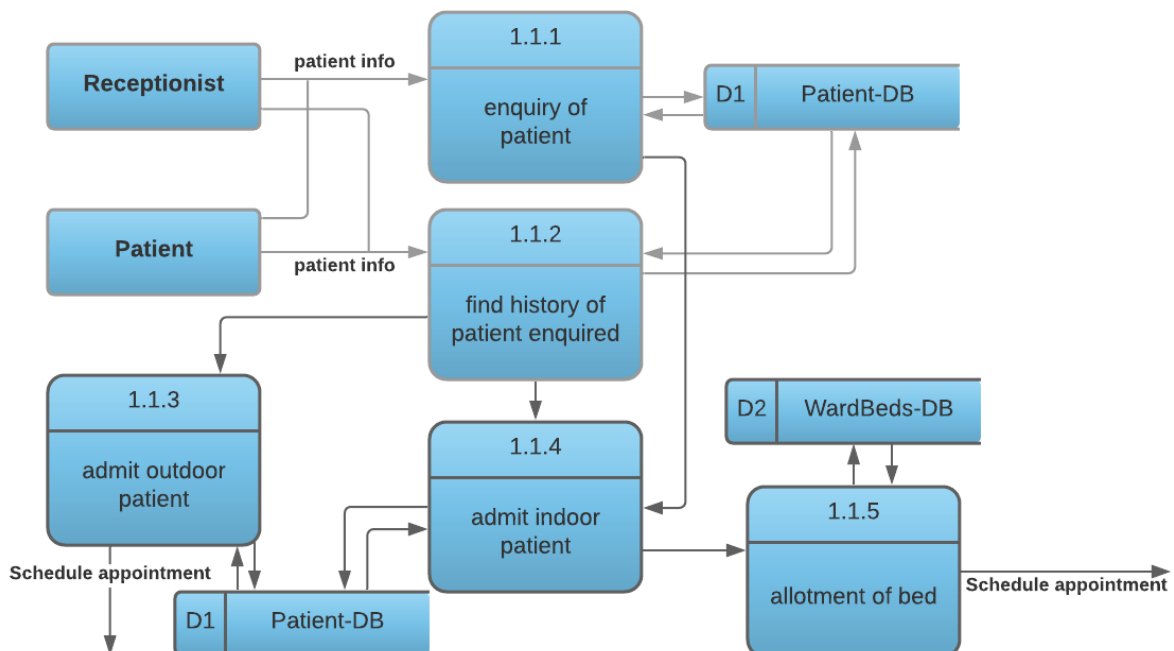 1.1.1
Receptionist
patient info
enquiry of
patient
D1
Patient-DB
Patient
patient info
1.1.2
find history of
patient enquired
1.1.3
admit outdoor
patient
1.1.4
admit indoor
patient
D2
WardBeds-DB
1.1.5
allotment of bed
Schedule appointment
Schedule appointment
D1
Patient-DB